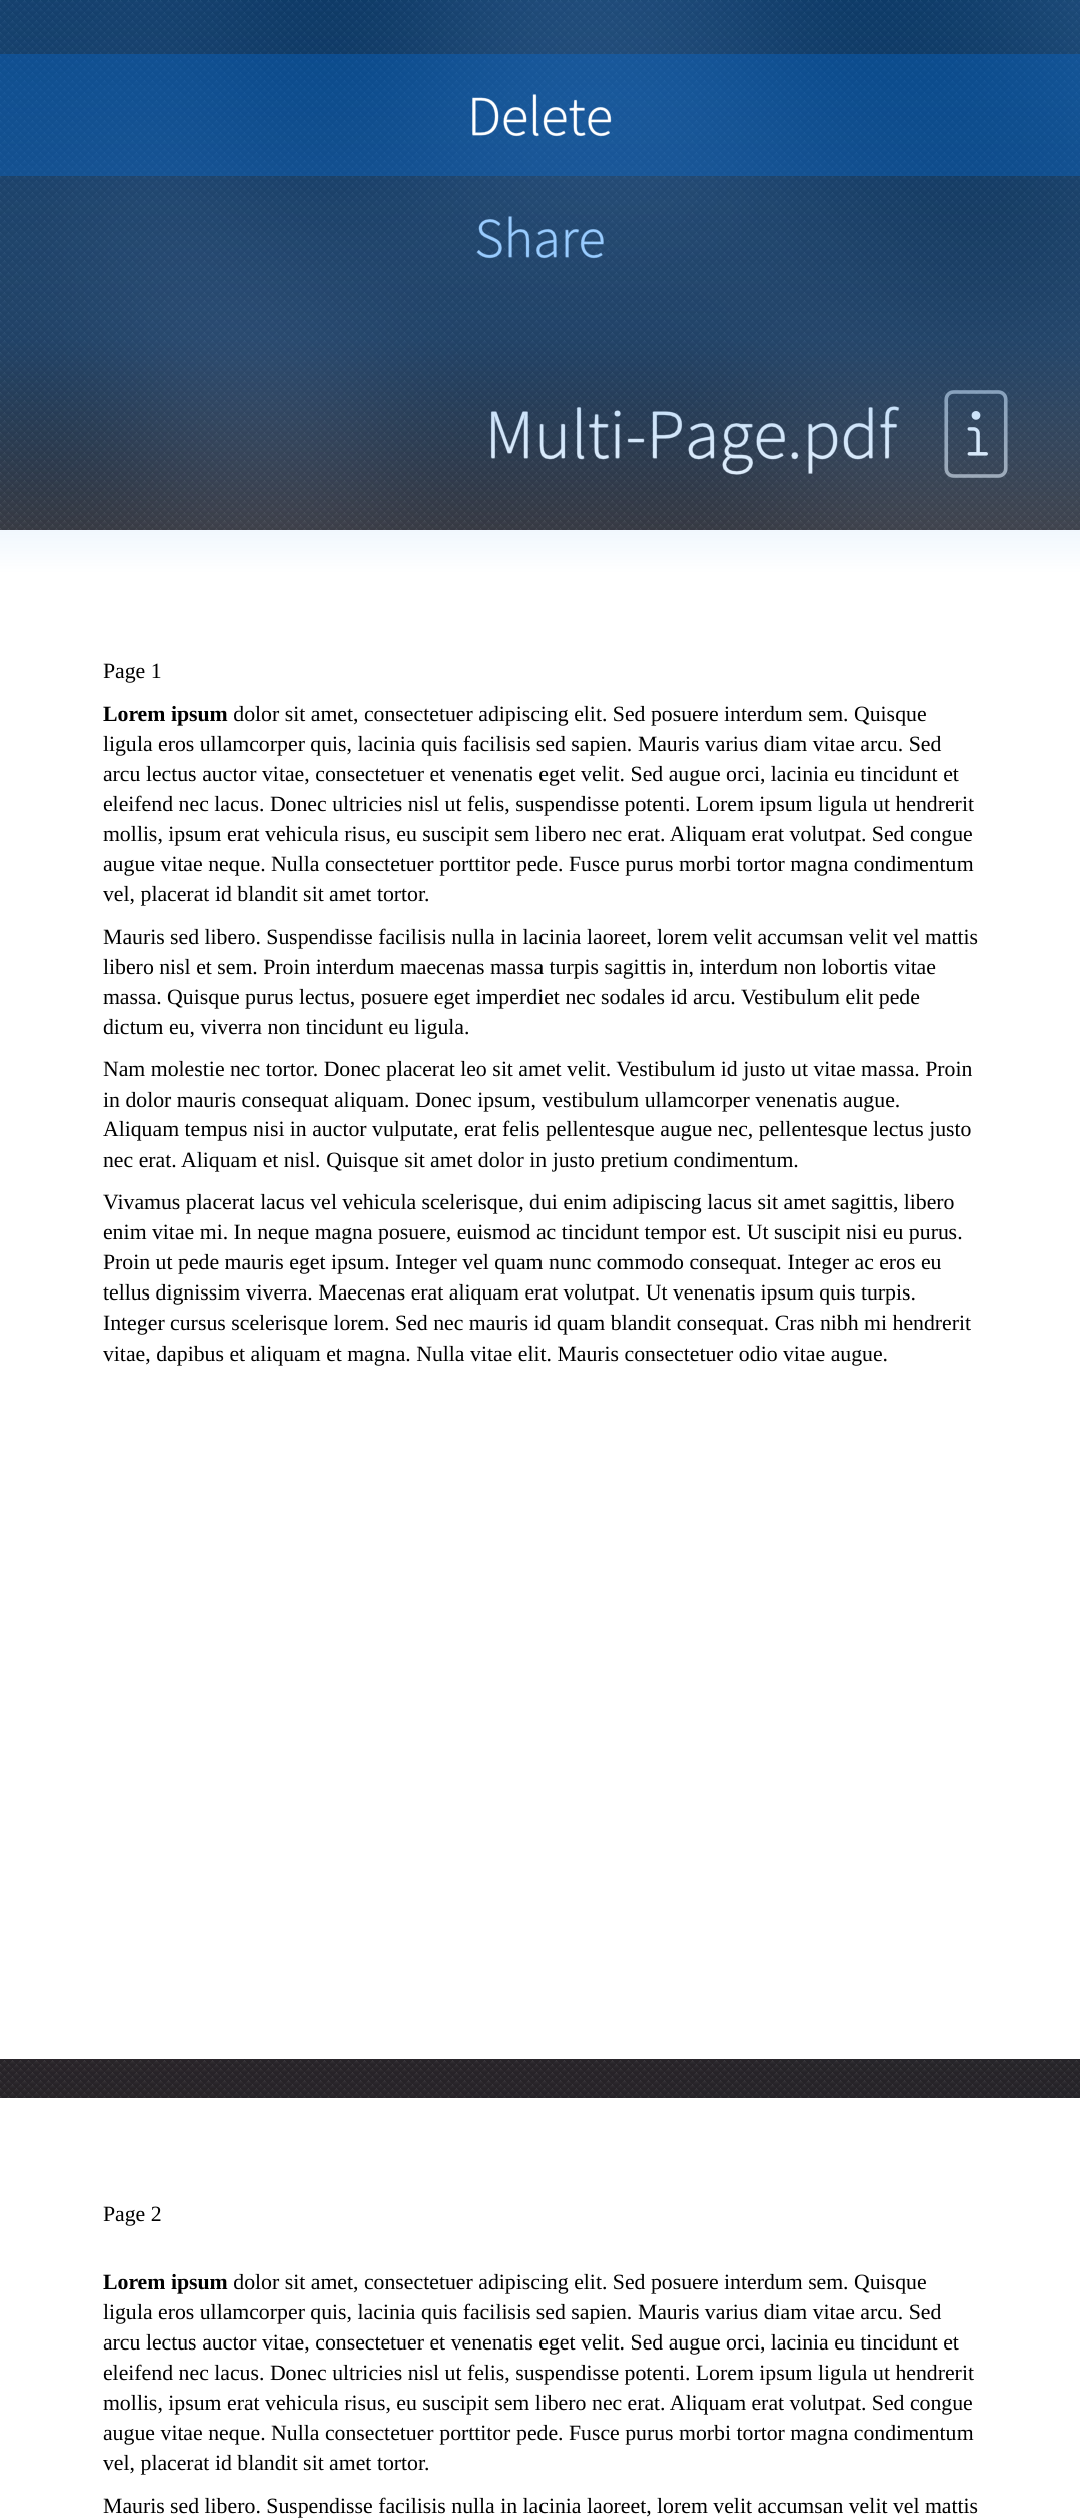 Delete
Share
Multi-Page.pdf
i
Page 1
Lorem ipsum dolor sit amet, consectetuer adipiscing elit. Sed posuere interdum sem. Quisque
ligula eros ullamcorper quis, lacinia quis facilisis sed sapien. Mauris varius diam vitae arcu. Sed
arcu lectus auctor vitae, consectetuer et venenatis eget velit. Sed augue orci, lacinia eu tincidunt et
eleifend nec lacus. Donec ultricies nisl ut felis, suspendisse potenti. Lorem ipsum ligula ut hendrerit
mollis, ipsum erat vehicula risus, eu suscipit sem libero nec erat. Aliquam erat volutpat. Sed congue
augue vitae neque. Nulla consectetuer porttitor pede. Fusce purus morbi tortor magna condimentum
vel, placerat id blandit sit amet tortor.
Mauris sed libero. Suspendisse facilisis nulla in lacinia laoreet, lorem velit accumsan velit vel mattis
libero nisl et sem. Proin interdum maecenas massa turpis sagittis in, interdum non lobortis vitae
massa. Quisque purus lectus, posuere eget imperdiet nec sodales id arcu. Vestibulum elit pede
dictum eu, viverra non tincidunt eu ligula.
Nam molestie nec tortor. Donec placerat leo sit amet velit. Vestibulum id justo ut vitae massa. Proin
in dolor mauris consequat aliquam. Donec ipsum, vestibulum ullamcorper venenatis augue.
Aliquam tempus nisi in auctor vulputate, erat felis pellentesque augue nec, pellentesque lectus justo
nec erat. Aliquam et nisl. Quisque sit amet dolor in justo pretium condimentum.
Vivamus placerat lacus vel vehicula scelerisque, dui enim adipiscing lacus sit amet sagittis, libero
enim vitae mi. In neque magna posuere, euismod ac tincidunt tempor est. Ut suscipit nisi eu purus.
Proin ut pede mauris eget ipsum. Integer vel quam nunc commodo consequat. Integer ac eros eu
tellus dignissim viverra. Maecenas erat aliquam erat volutpat. Ut venenatis ipsum quis turpis.
Integer cursus scelerisque lorem. Sed nec mauris id quam blandit consequat. Cras nibh mi hendrerit
vitae, dapibus et aliquam et magna. Nulla vitae elit. Mauris consectetuer odio vitae augue.
Page 2
Lorem ipsum dolor sit amet, consectetuer adipiscing elit. Sed posuere interdum sem. Quisque
ligula eros ullamcorper quis, lacinia quis facilisis sed sapien. Mauris varius diam vitae arcu. Sed
arcu lectus auctor vitae, consectetuer et venenatis eget velit. Sed augue orci, lacinia eu tincidunt et
eleifend nec lacus. Donec ultricies nisl ut felis, suspendisse potenti. Lorem ipsum ligula ut hendrerit
mollis, ipsum erat vehicula risus, eu suscipit sem libero nec erat. Aliquam erat volutpat. Sed congue
augue vitae neque. Nulla consectetuer porttitor pede. Fusce purus morbi tortor magna condimentum
vel, placerat id blandit sit amet tortor.
Mauris sed libero. Suspendisse facilisis nulla in lacinia laoreet, lorem velit accumsan velit vel mattis